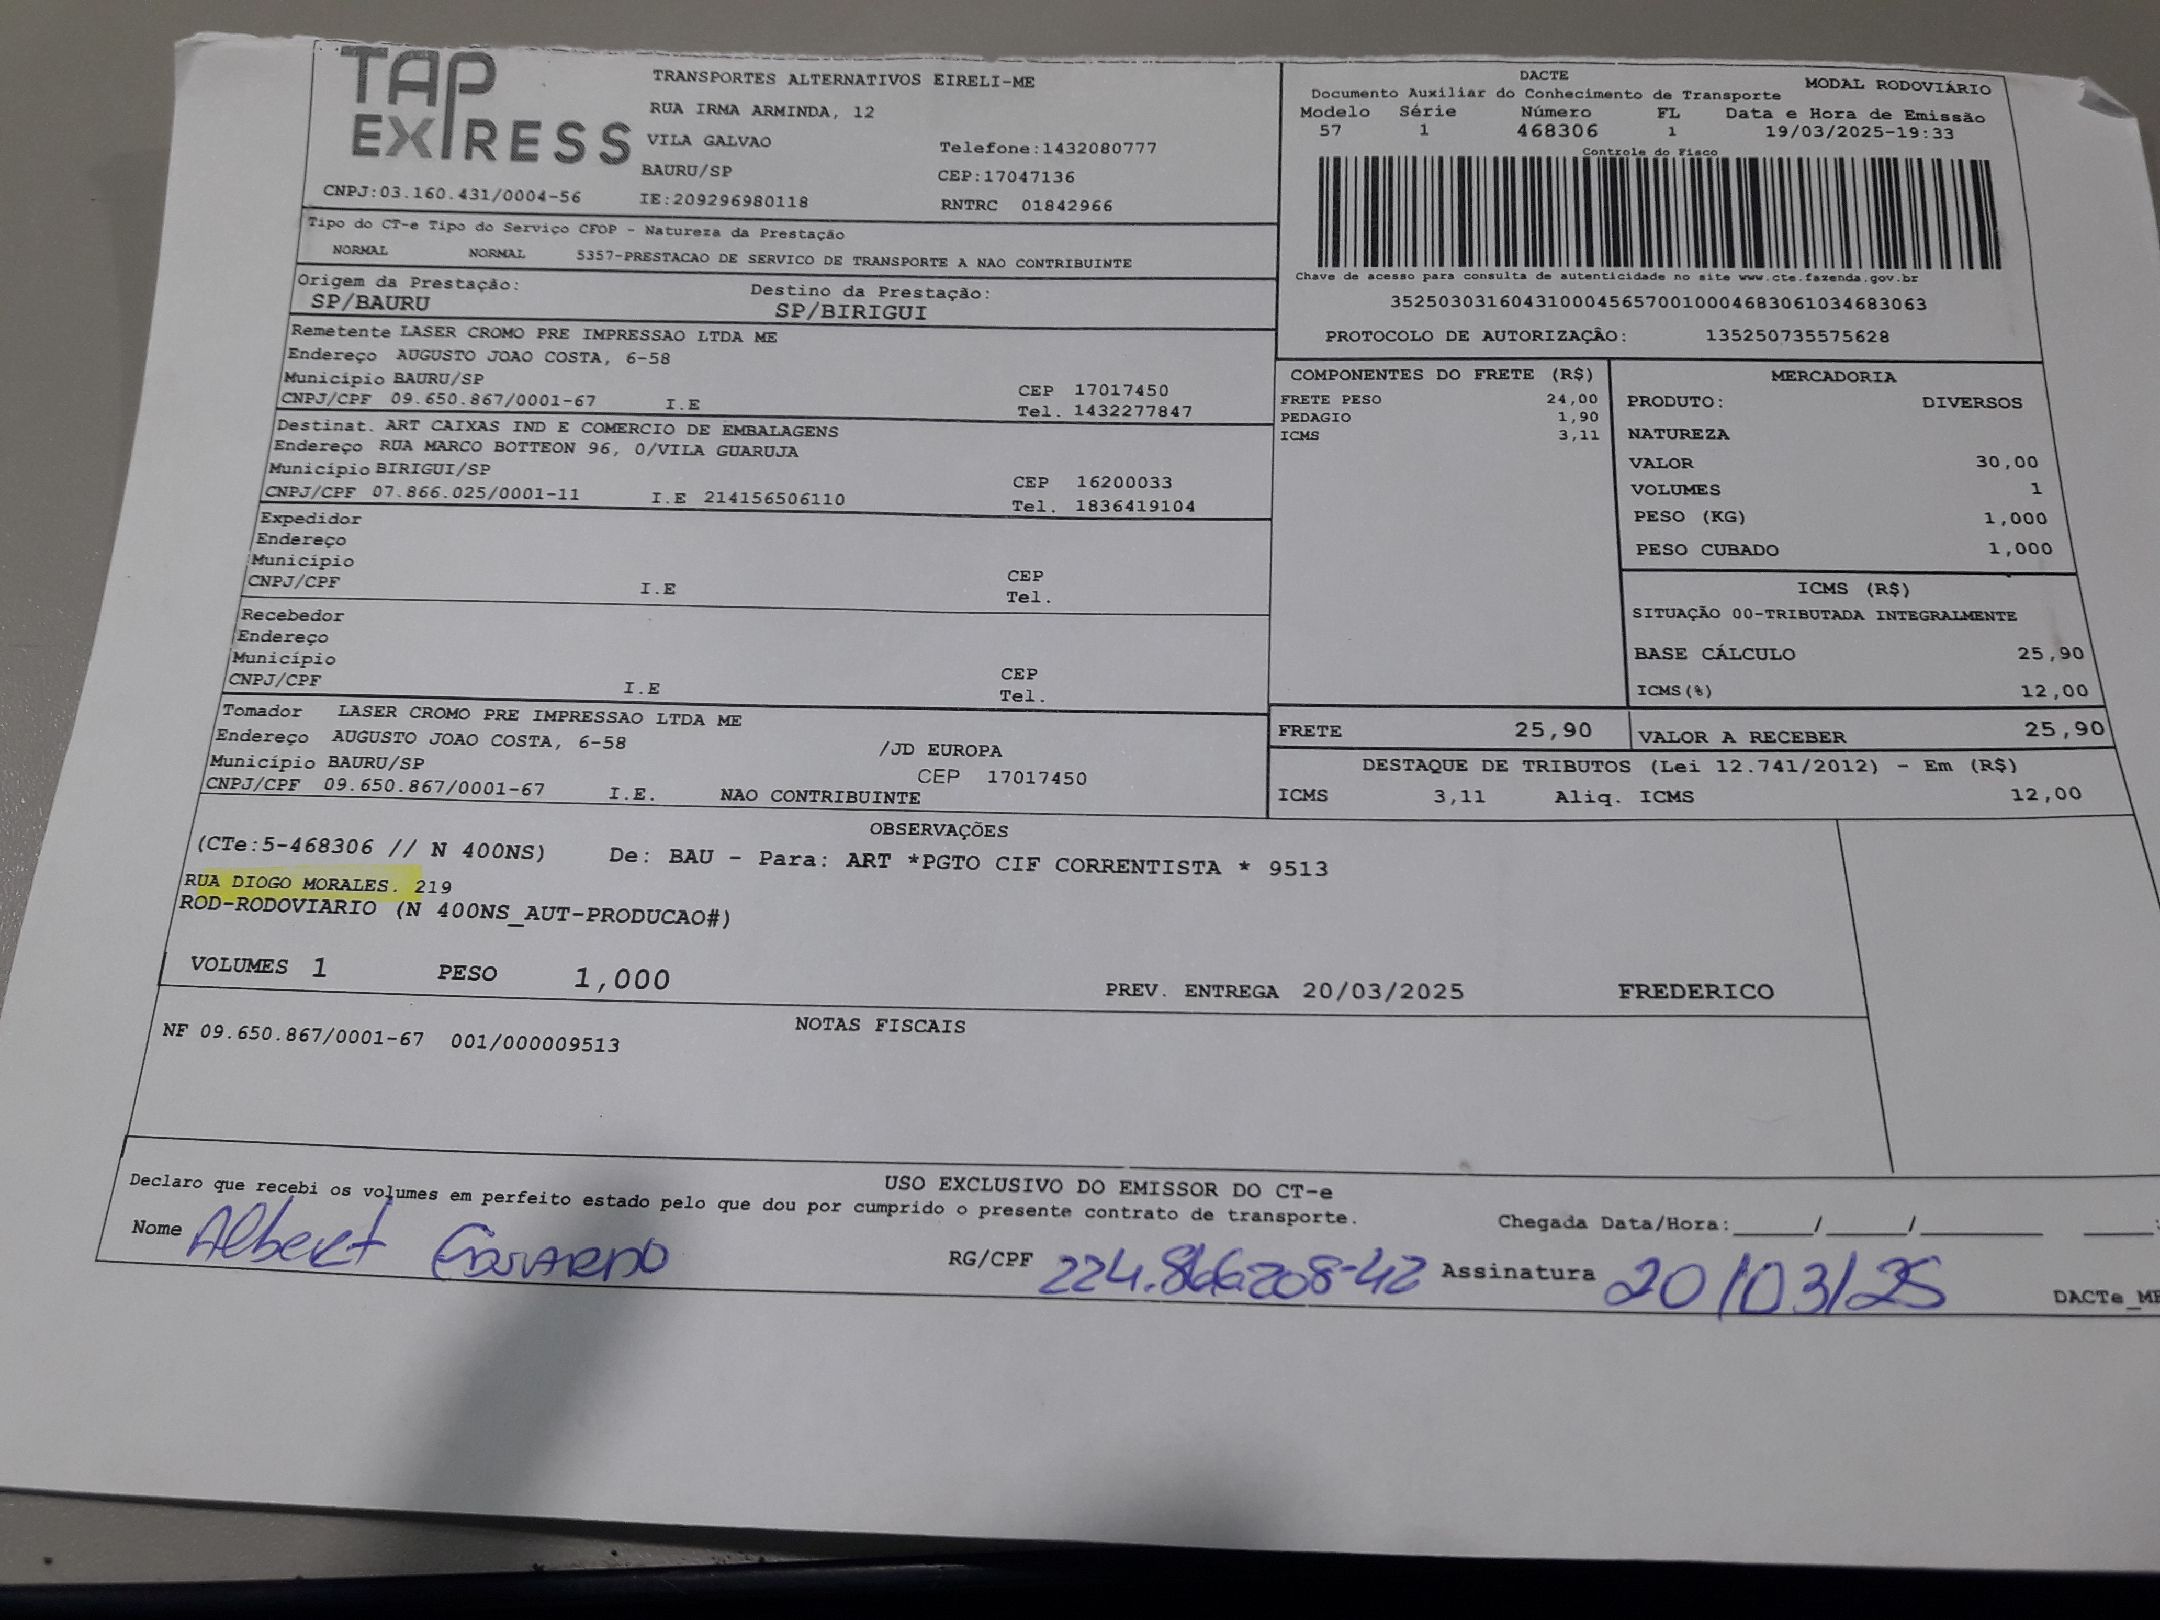 TAP EXPRESS
TRANSPORTES ALTERNATIVOS EIRELI-ME
RUA IRMA ARMINDA, 12
VILA GALVAO Telefone:1432080777
BAURU/SP CEP:17047136
CNPJ:03.160.431/0004-56 IE:209296980118 RNTRC 01842966
DACTE MODAL RODOVIÁRIO
Documento Auxiliar do Conhecimento de Transporte
Modelo Série Número FL Data e Hora de Emissão
57 1 468306 1 19/03/2025-19:33
Controle do Fisco
Chave de acesso para consulta de autenticidade no site www.cte.fazenda.gov.br
35250303160431000456570010004683061034683063
PROTOCOLO DE AUTORIZAÇÃO: 135250735575628
Tipo do CT-e Tipo do Serviço CFOP - Natureza da Prestação
NORMAL NORMAL 5357-PRESTACAO DE SERVICO DE TRANSPORTE A NAO CONTRIBUINTE
Origem da Prestação: Destino da Prestação:
SP/BAURU SP/BIRIGUI
Remetente LASER CROMO PRE IMPRESSAO LTDA ME
Endereço AUGUSTO JOAO COSTA, 6-58
Município BAURU/SP CEP 17017450
CNPJ/CPF 09.650.867/0001-67 I.E Tel. 1432277847
Destinat. ART CAIXAS IND E COMERCIO DE EMBALAGENS
Endereço RUA MARCO BOTTEON 96, 0/VILA GUARUJA
Município BIRIGUI/SP CEP 16200033
CNPJ/CPF 07.866.025/0001-11 I.E 214156506110 Tel. 1836419104
Expedidor
Endereço
Município CEP
CNPJ/CPF I.E Tel.
Recebedor
Endereço
Município CEP
CNPJ/CPF I.E Tel.
Tomador LASER CROMO PRE IMPRESSAO LTDA ME
Endereço AUGUSTO JOAO COSTA, 6-58 /JD EUROPA
Município BAURU/SP CEP 17017450
CNPJ/CPF 09.650.867/0001-67 I.E. NAO CONTRIBUINTE
COMPONENTES DO FRETE (R$)
FRETE PESO 24,00
PEDAGIO 1,90
ICMS 3,11
MERCADORIA
PRODUTO: DIVERSOS
NATUREZA
VALOR 30,00
VOLUMES 1
PESO (KG) 1,000
PESO CUBADO 1,000
ICMS (R$)
SITUAÇÃO 00-TRIBUTADA INTEGRALMENTE
BASE CÁLCULO 25,90
ICMS(%) 12,00
FRETE 25,90 VALOR A RECEBER 25,90
DESTAQUE DE TRIBUTOS (Lei 12.741/2012) - Em (R$)
ICMS 3,11 Aliq. ICMS 12,00
OBSERVAÇÕES
(CTe:5-468306 // N 400NS) De: BAU - Para: ART *PGTO CIF CORRENTISTA * 9513
RUA DIOGO MORALES. 219
ROD-RODOVIARIO (N 400NS_AUT-PRODUCAO#)
VOLUMES 1 PESO 1,000 PREV. ENTREGA 20/03/2025 FREDERICO
NOTAS FISCAIS
NF 09.650.867/0001-67 001/000009513
USO EXCLUSIVO DO EMISSOR DO CT-e
Declaro que recebi os volumes em perfeito estado pelo que dou por cumprido o presente contrato de transporte.
Chegada Data/Hora:_____/_____/_______ ____:
Nome Albert Eduardo RG/CPF 224.866208-42 Assinatura 20/03/25
DACTe_